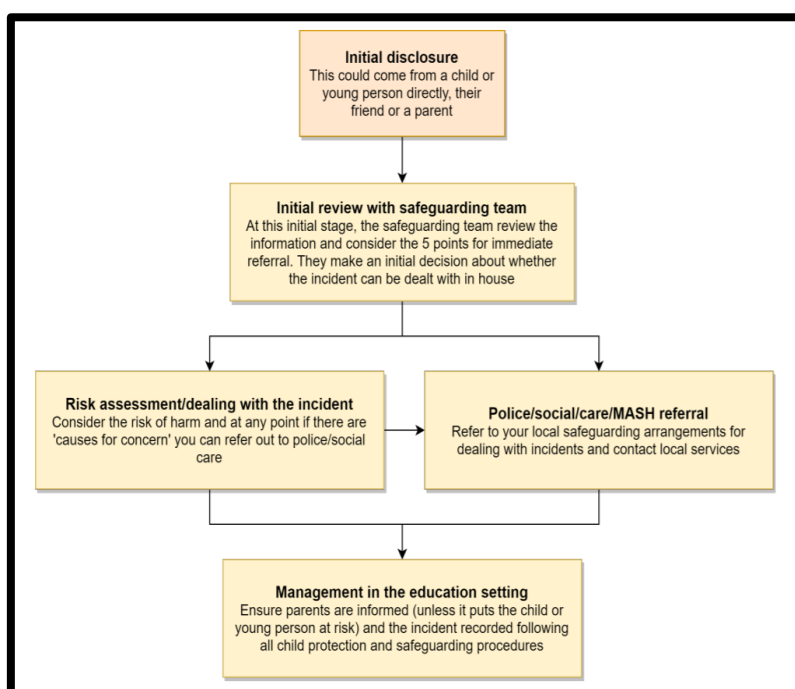 Initial disclosure
This could come from a child or
young person directly, their
friend or a parent
Initial review with safeguarding team
At this initial stage, the safeguarding team review the
information and consider the 5 points for immediate
referral. They make an initial decision about whether
the incident can be dealt with in house
Risk assessment/dealing with the incident
Consider the risk of harm and at any point if there are
'causes for concern' you can refer out to police/social
care
Police/social/care/MASH referral
Refer to your local safeguarding arrangements for
dealing with incidents and contact local services
Management in the education setting
Ensure parents are informed (unless it puts the child or
young person at risk) and the incident recorded following
all child protection and safeguarding procedures